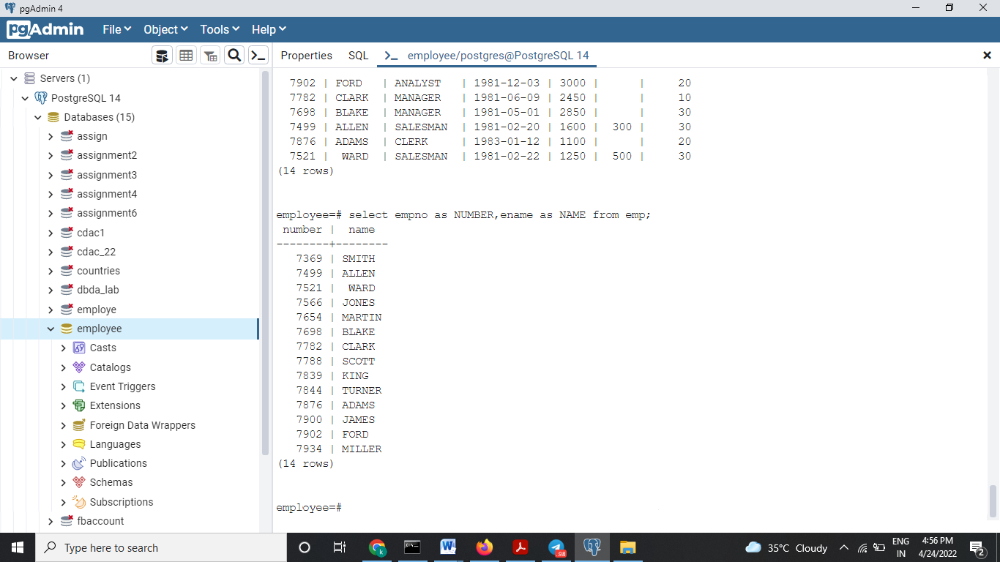 pgAdmin 4
pgAdmin File Object Tools Help
Browser
Properties SQL employee/postgres@PostgreSQL 14
Servers (1)
PostgreSQL 14
Databases (15)
assign
assignment2
assignment3
assignment4
assignment6
cdac1
cdac_22
countries
dbda_lab
employe
employee
Casts
Catalogs
Event Triggers
Extensions
Foreign Data Wrappers
Languages
Publications
Schemas
Subscriptions
fbaccount
7902 | FORD | ANALYST | 1981-12-03 | 3000 | | 20
7782 | CLARK | MANAGER | 1981-06-09 | 2450 | | 10
7698 | BLAKE | MANAGER | 1981-05-01 | 2850 | | 30
7499 | ALLEN | SALESMAN | 1981-02-20 | 1600 | 300 | 30
7876 | ADAMS | CLERK | 1983-01-12 | 1100 | | 20
7521 | WARD | SALESMAN | 1981-02-22 | 1250 | 500 | 30
(14 rows)
employee=# select empno as NUMBER,ename as NAME from emp;
number | name
--------+--------
7369 | SMITH
7499 | ALLEN
7521 | WARD
7566 | JONES
7654 | MARTIN
7698 | BLAKE
7782 | CLARK
7788 | SCOTT
7839 | KING
7844 | TURNER
7876 | ADAMS
7900 | JAMES
7902 | FORD
7934 | MILLER
(14 rows)
employee=#
Type here to search
.98
35°C Cloudy
ENG
IN
4:56 PM
4/24/2022
2